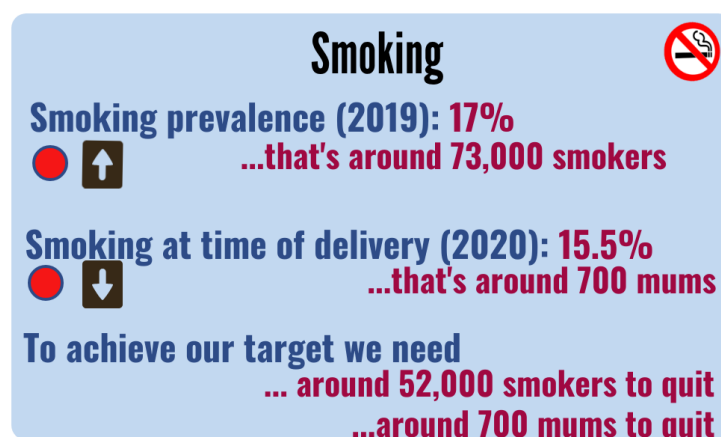 Smoking
Smoking prevalence (2019): 17%
...that's around 73,000 smokers
Smoking at time of delivery (2020): 15.5%
...that's around 700 mums
To achieve our target we need
... around 52,000 smokers to quit
...around 700 mums to quit